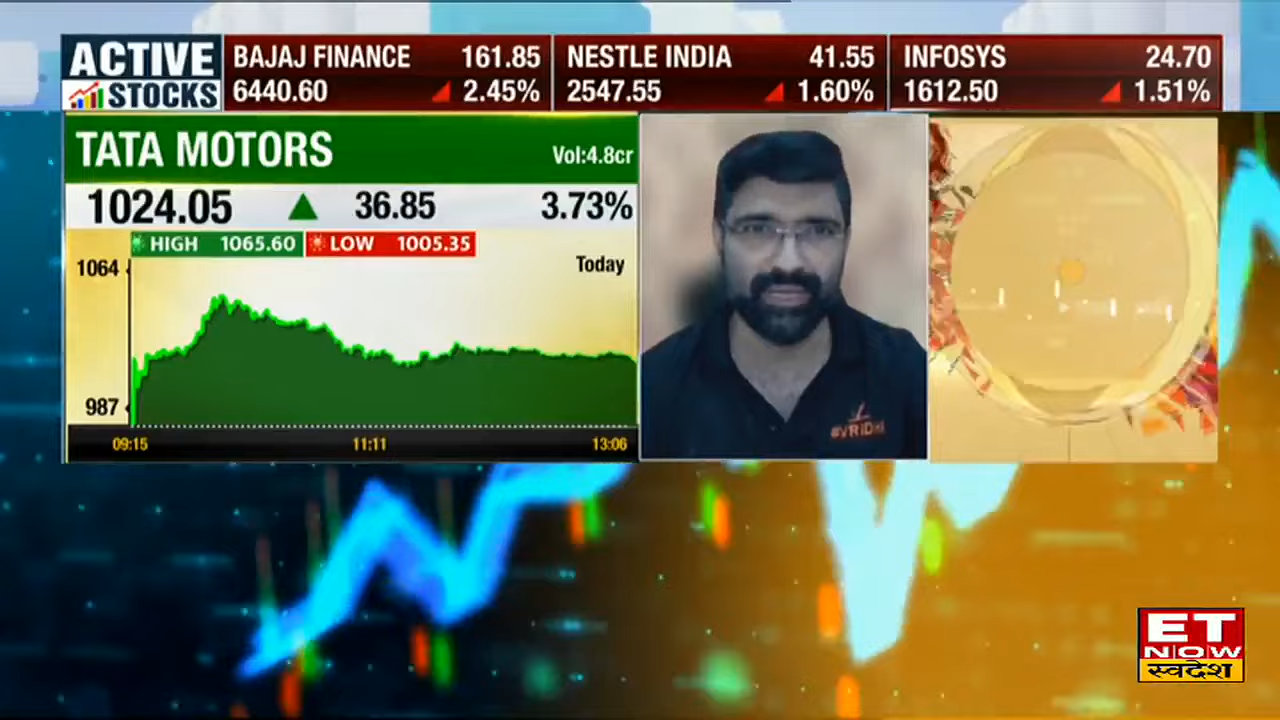 ACTIVE STOCKS
BAJAJ FINANCE 161.85
6440.60 2.45%
NESTLE INDIA 41.55
2547.55 1.60%
INFOSYS 24.70
1612.50 1.51%
TATA MOTORS Vol:4.8cr
1024.05 36.85 3.73%
HIGH 1065.60 LOW 1005.35
Today
1064
987
09:15 11:11 13:06
ET
NOW
स्वदेश